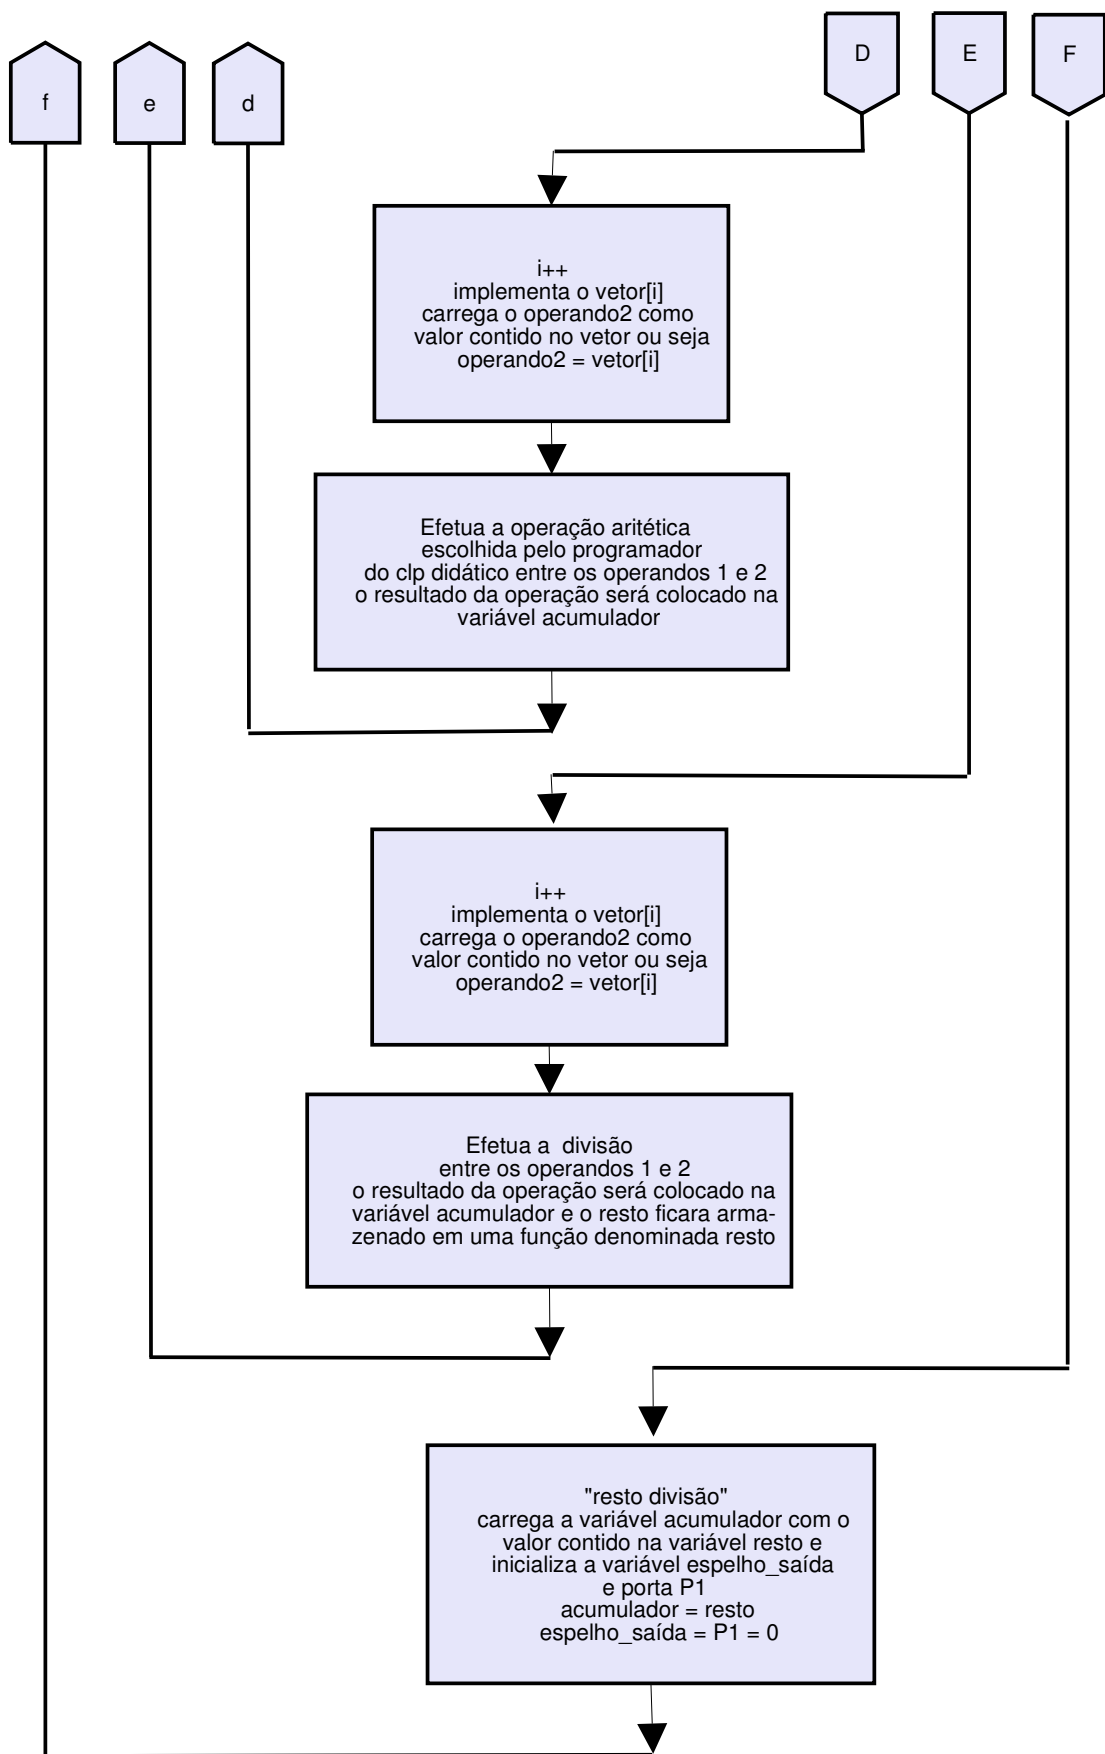 f
e
d
D
E
F
i++
implementa o vetor[i]
carrega o operando2 como
valor contido no vetor ou seja
operando2 = vetor[i]
Efetua a operação aritética
escolhida pelo programador
do clp didático entre os operandos 1 e 2
o resultado da operação será colocado na
variável acumulador
i++
implementa o vetor[i]
carrega o operando2 como
valor contido no vetor ou seja
operando2 = vetor[i]
Efetua a divisão
entre os operandos 1 e 2
o resultado da operação será colocado na
variável acumulador e o resto ficara arma-
zenado em uma função denominada resto
"resto divisão"
carrega a variável acumulador com o
valor contido na variável resto e
inicializa a variável espelho_saída
e porta P1
acumulador = resto
espelho_saída = P1 = 0